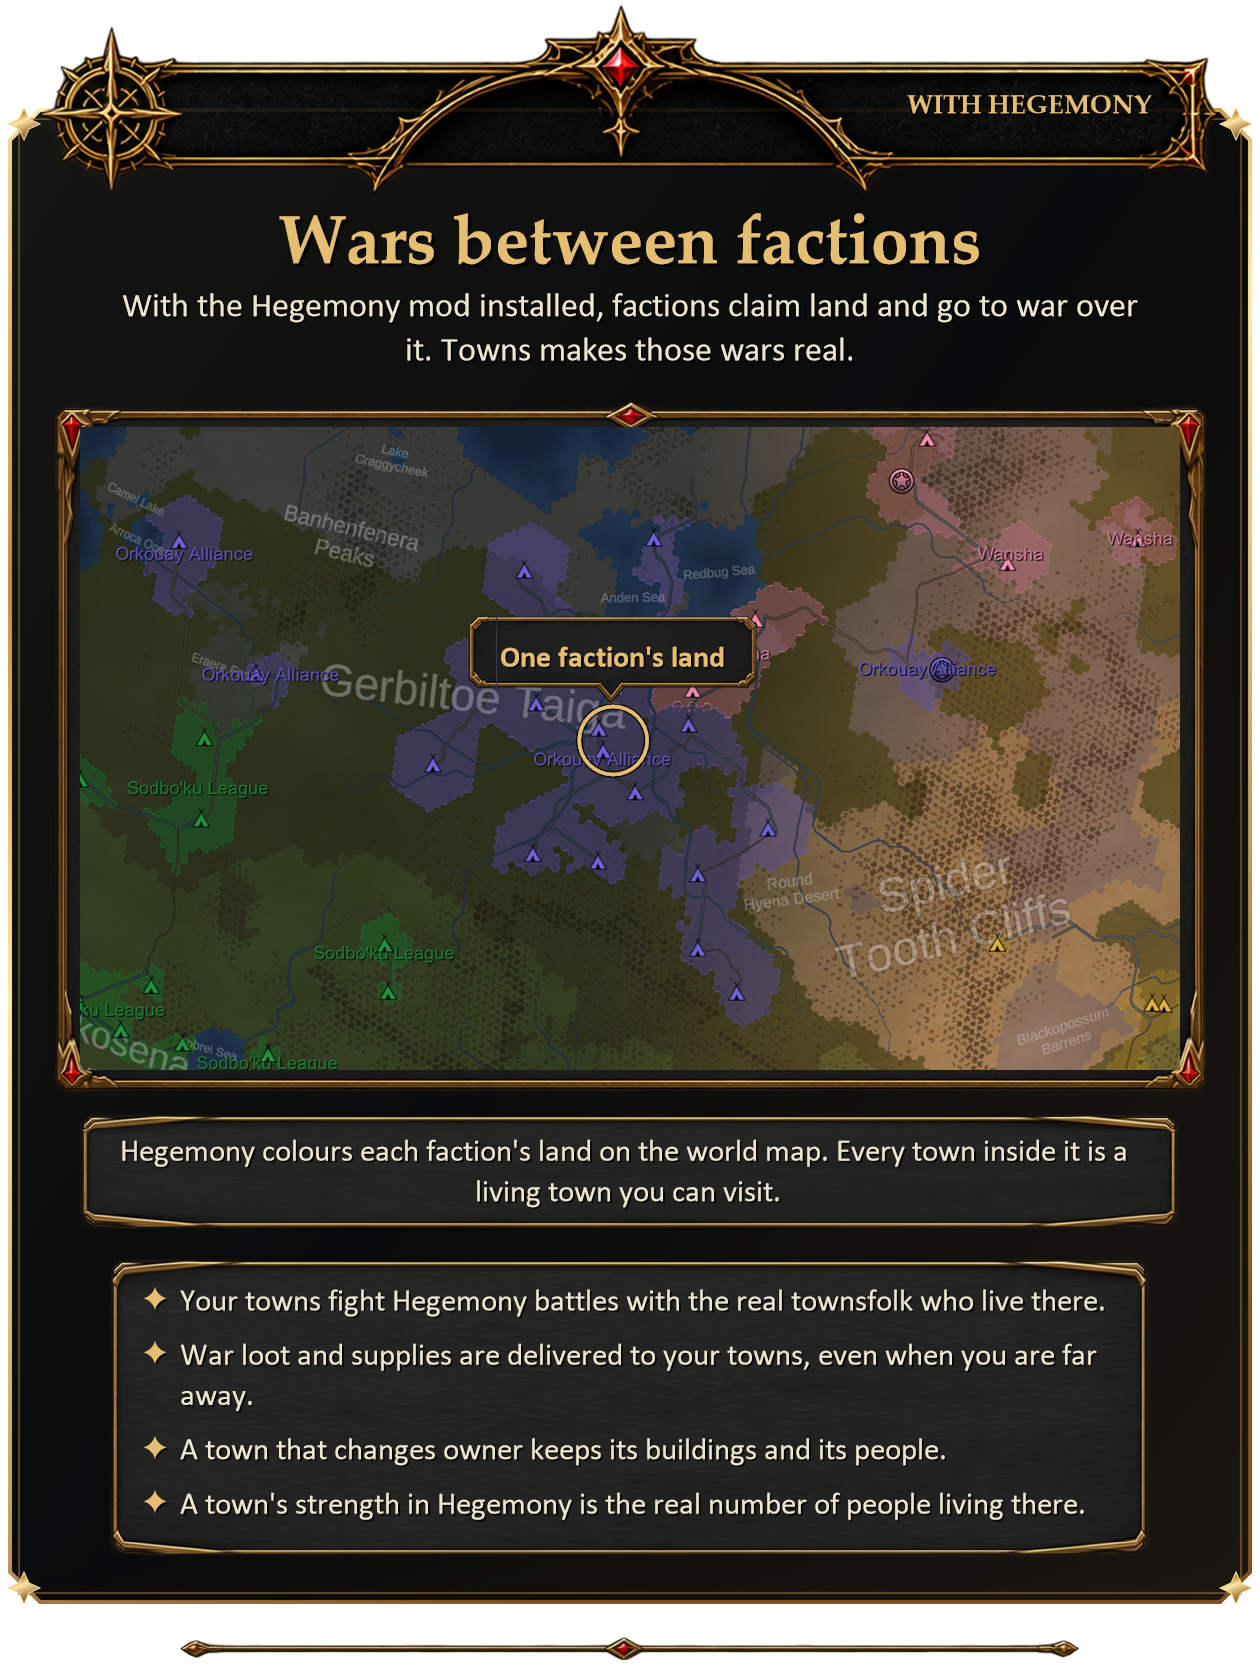 WITH HEGEMONY
Wars between factions
With the Hegemony mod installed, factions claim land and go to war over
it. Towns makes those wars real.
Lake
Craggycheek
Camel Lake
Banhenfenera
Peaks
Arroca
Orkouay Alliance
Wansha
Wansha
Redbug Sea
Anden Sea
One faction's land
Eraera
Orkouay Alliance
Orkouay Alliance
Gerbiltoe Taiga
Orkouay Alliance
Sodbo'ku League
Spider
Tooth Cliffs
Round
Hyena Desert
Sodbo'ku League
ku League
Blackopossum
Barrens
kosena
brei Sea
Sodbo'ku League
Hegemony colours each faction's land on the world map. Every town inside it is a
living town you can visit.
Your towns fight Hegemony battles with the real townsfolk who live there.
War loot and supplies are delivered to your towns, even when you are far
away.
A town that changes owner keeps its buildings and its people.
A town's strength in Hegemony is the real number of people living there.